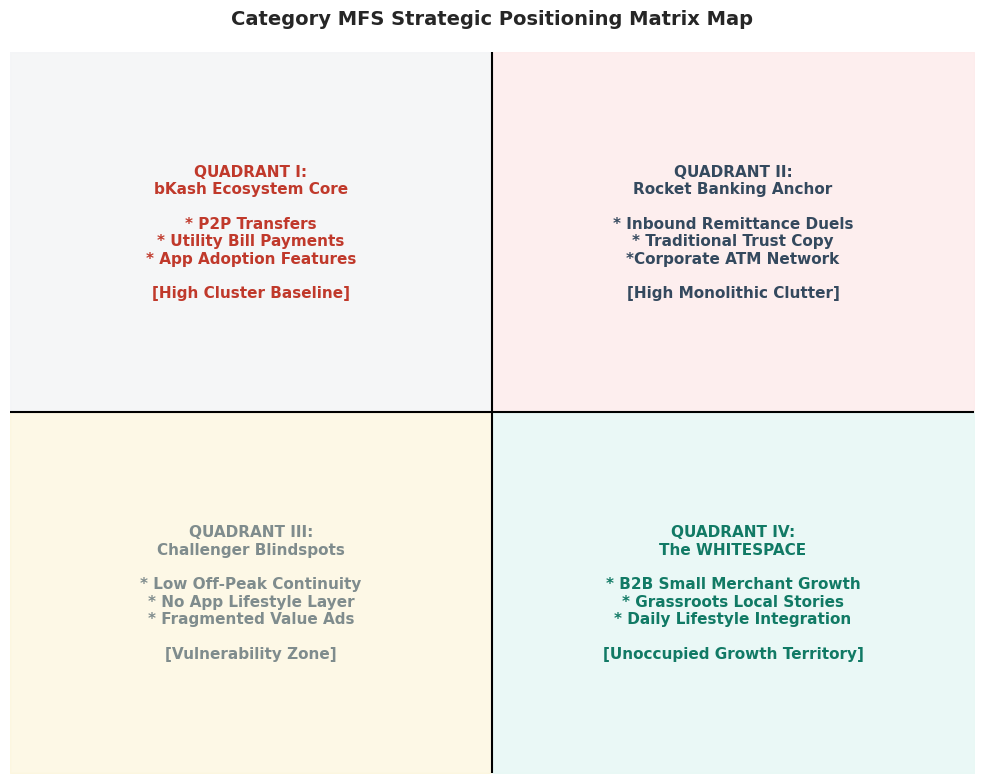 Category MFS Strategic Positioning Matrix Map
QUADRANT I:
bKash Ecosystem Core
* P2P Transfers
* Utility Bill Payments
* App Adoption Features
[High Cluster Baseline]
QUADRANT II:
Rocket Banking Anchor
* Inbound Remittance Duels
* Traditional Trust Copy
*Corporate ATM Network
[High Monolithic Clutter]
QUADRANT III:
Challenger Blindspots
* Low Off-Peak Continuity
* No App Lifestyle Layer
* Fragmented Value Ads
[Vulnerability Zone]
QUADRANT IV:
The WHITESPACE
* B2B Small Merchant Growth
* Grassroots Local Stories
* Daily Lifestyle Integration
[Unoccupied Growth Territory]